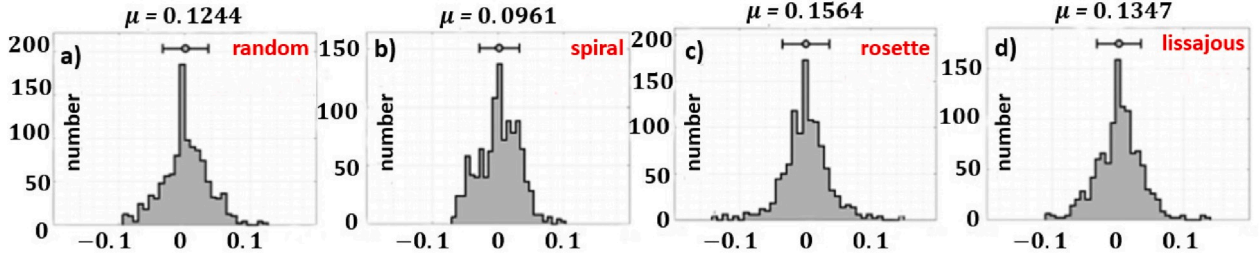 μ = 0.1244
a)
random
number
200
150
100
50
0
−0.1 0 0.1
μ = 0.0961
b)
spiral
number
150
100
50
0
−0.1 0 0.1
μ = 0.1564
c)
rosette
number
200
150
100
50
0
−0.1 0 0.1
μ = 0.1347
d)
lissajous
number
150
100
50
0
−0.1 0 0.1